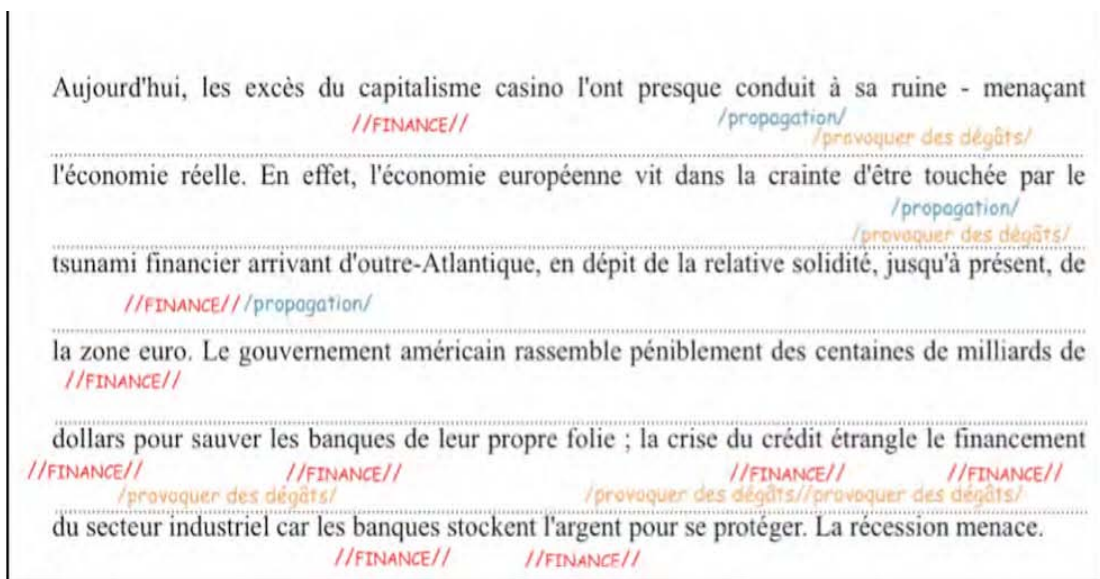 Aujourd'hui, les excès du capitalisme casino l'ont presque conduit à sa ruine - menaçant
//FINANCE// /propagation/
/provoquer des dégâts/
l'économie réelle. En effet, l'économie européenne vit dans la crainte d'être touchée par le
/propagation/
/provoquer des dégâts/
tsunami financier arrivant d'outre-Atlantique, en dépit de la relative solidité, jusqu'à présent, de
//FINANCE// /propagation/
la zone euro. Le gouvernement américain rassemble péniblement des centaines de milliards de
//FINANCE//
dollars pour sauver les banques de leur propre folie ; la crise du crédit étrangle le financement
//FINANCE// //FINANCE// //FINANCE// //FINANCE//
/provoquer des dégâts/ /provoquer des dégâts//provoquer des dégâts/
du secteur industriel car les banques stockent l'argent pour se protéger. La récession menace.
//FINANCE// //FINANCE//